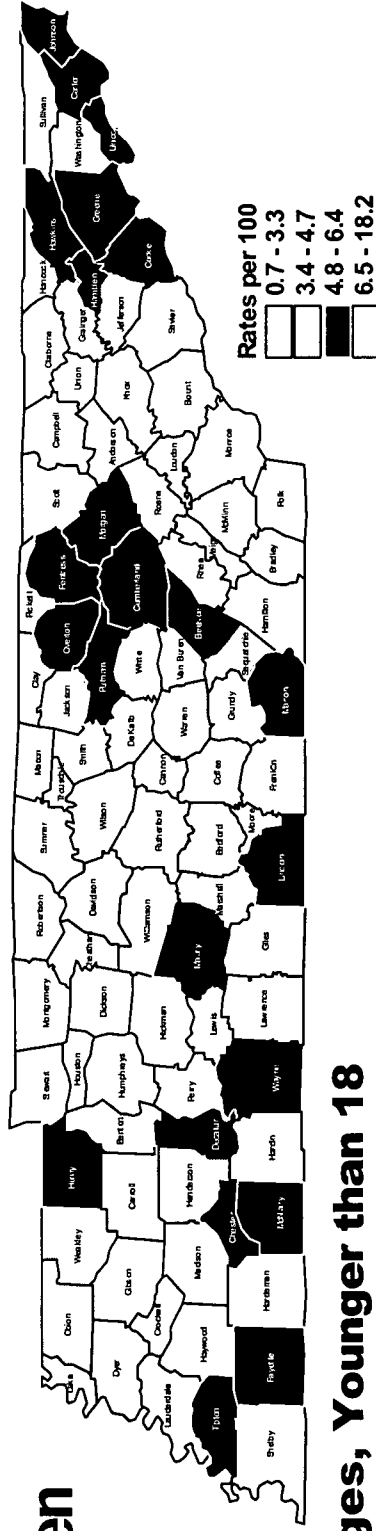 en
ges, Younger than 18
Rates per 100
0.7 - 3.3
3.4 - 4.7
4.8 - 6.4
6.5 - 18.2
Lake
Obion
Weakley
Henry
Stewart
Montgomery
Robertson
Sumner
Macon
Trousdale
Clay
Pickett
Scott
Campbell
Claiborne
Hancock
Hawkins
Sullivan
Johnson
Carter
Washington
Unicoi
Greene
Hamblen
Grainger
Union
Jefferson
Cocke
Sevier
Knox
Anderson
Blount
Loudon
Monroe
Roane
Morgan
Fentress
Overton
Jackson
Putnam
Cumberland
White
Smith
DeKalb
Wilson
Davidson
Cheatham
Dickson
Houston
Humphreys
Benton
Carroll
Gibson
Dyer
Crockett
Lauderdale
Haywood
Madison
Henderson
Decatur
Perry
Hickman
Williamson
Rutherford
Cannon
Warren
Van Buren
Bledsoe
Rhea
Meigs
McMinn
Polk
Bradley
Hamilton
Sequatchie
Grundy
Coffee
Bedford
Marshall
Maury
Lewis
Tipton
Shelby
Fayette
Hardeman
Chester
McNairy
Hardin
Wayne
Lawrence
Giles
Lincoln
Moore
Franklin
Marion